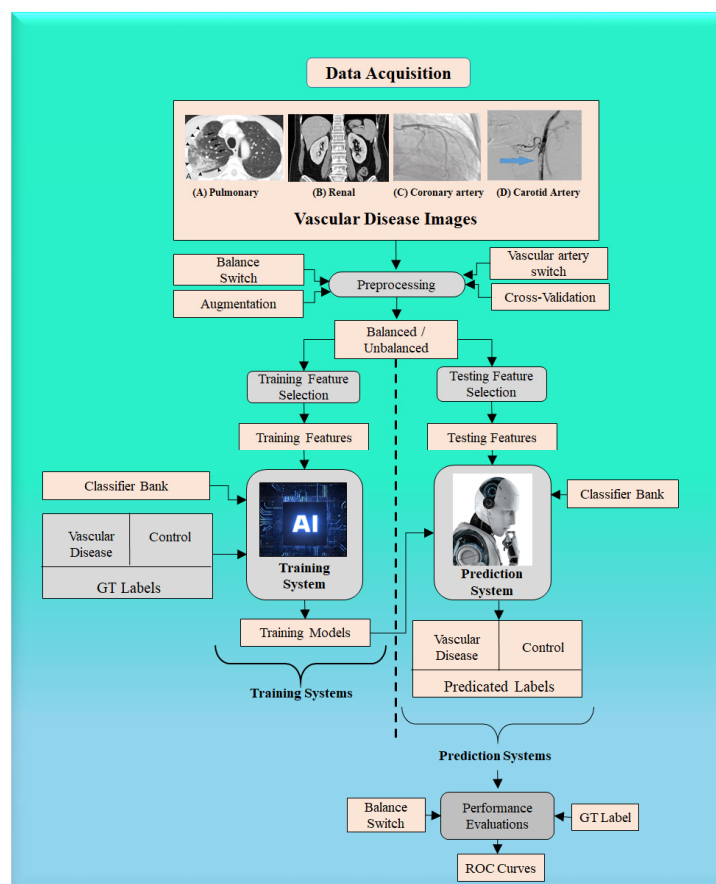 Data Acquisition
A
(A) Pulmonary
(B) Renal
(C) Coronary artery
(D) Carotid Artery
Vascular Disease Images
Balance
Switch
Vascular artery
switch
Preprocessing
Augmentation
Cross-Validation
Balanced /
Unbalanced
Training Feature
Selection
Testing Feature
Selection
Training Features
Testing Features
Classifier Bank
AI
Training
System
Vascular
Disease
Control
GT Labels
Classifier Bank
Prediction
System
Training Models
Training Systems
Vascular
Disease
Control
Predicated Labels
Prediction Systems
Balance
Switch
Performance
Evaluations
GT Label
ROC Curves